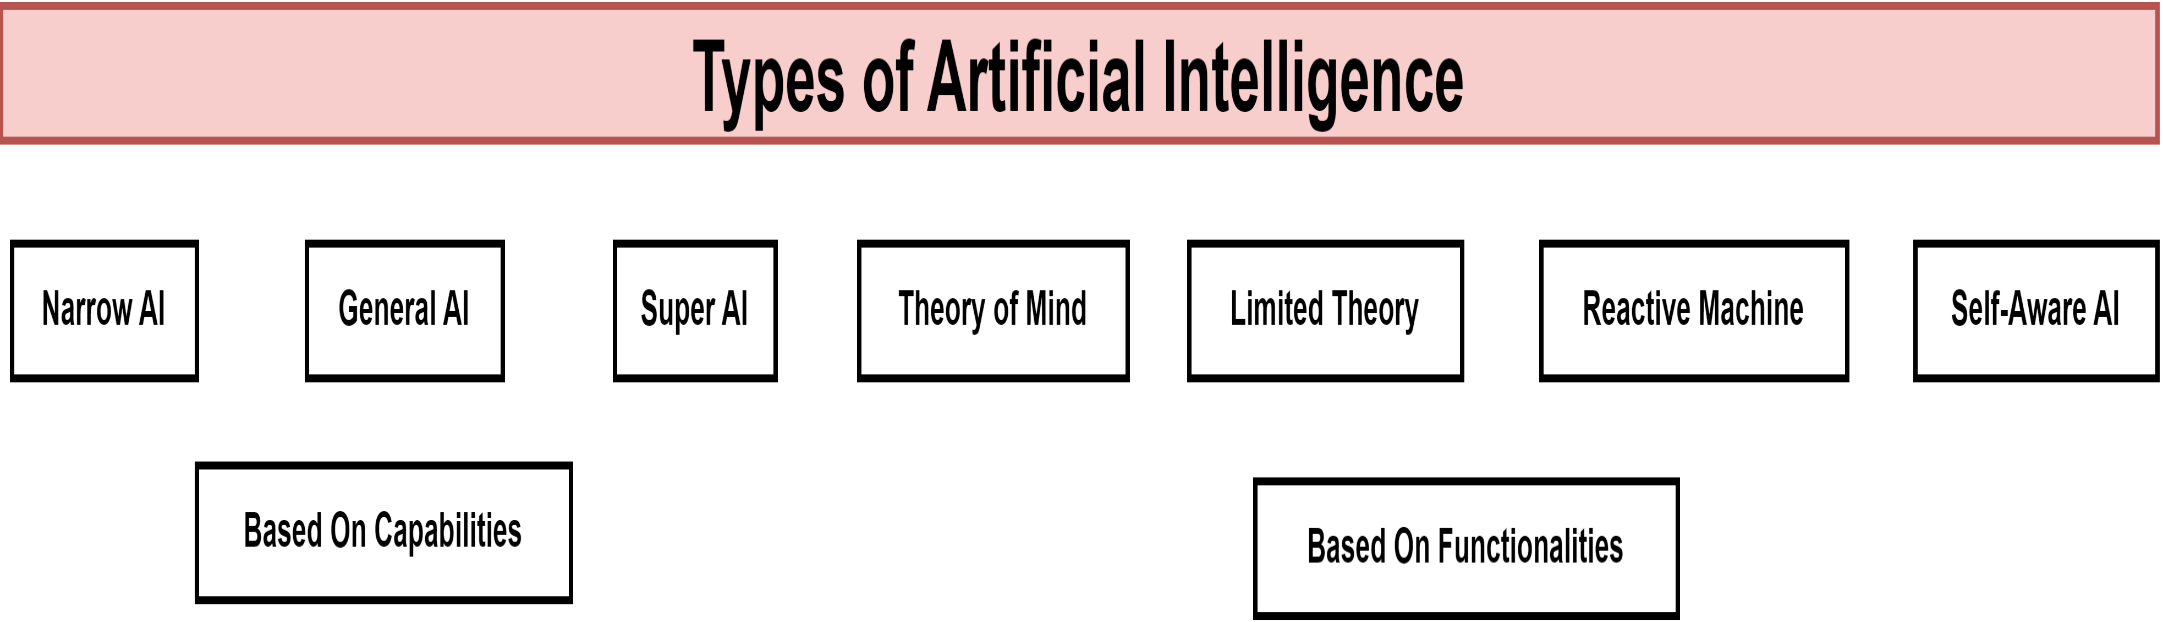 Types of Artificial Intelligence
Narrow AI
General AI
Super AI
Theory of Mind
Limited Theory
Reactive Machine
Self-Aware AI
Based On Capabilities
Based On Functionalities